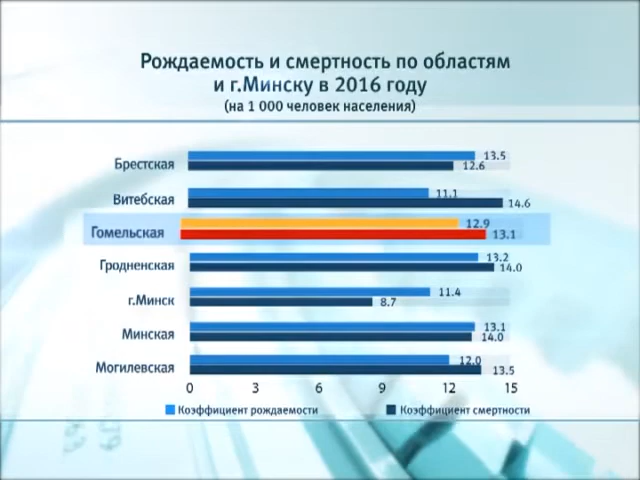 Рождаемость и смертность по областям
и г.Минску в 2016 году
(на 1 000 человек населения)
Брестская 13.5
12.6
Витебская 11.1
14.6
Гомельская 12.9
13.1
Гродненская 13.2
14.0
г.Минск 11.4
8.7
Минская 13.1
14.0
Могилевская 12.0
13.5
0 3 6 9 12 15
Коэффициент рождаемости Коэффициент смертности